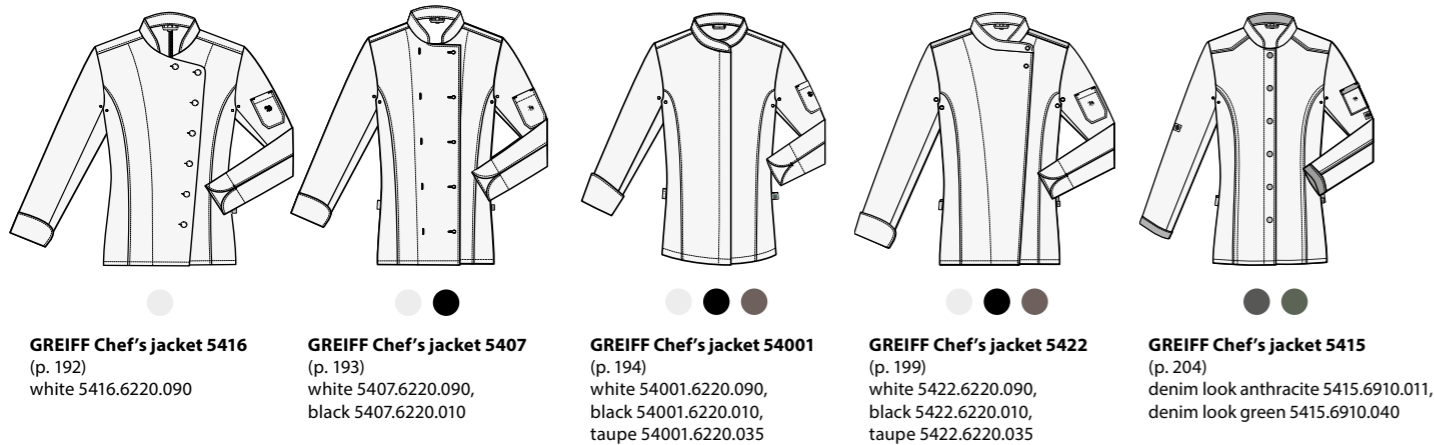 GREIFF Chef’s jacket 5416
(p. 192)
white 5416.6220.090
GREIFF Chef’s jacket 5407
(p. 193)
white 5407.6220.090,
black 5407.6220.010
GREIFF Chef’s jacket 54001
(p. 194)
white 54001.6220.090,
black 54001.6220.010,
taupe 54001.6220.035
GREIFF Chef’s jacket 5422
(p. 199)
white 5422.6220.090,
black 5422.6220.010,
taupe 5422.6220.035
GREIFF Chef’s jacket 5415
(p. 204)
denim look anthracite 5415.6910.011,
denim look green 5415.6910.040